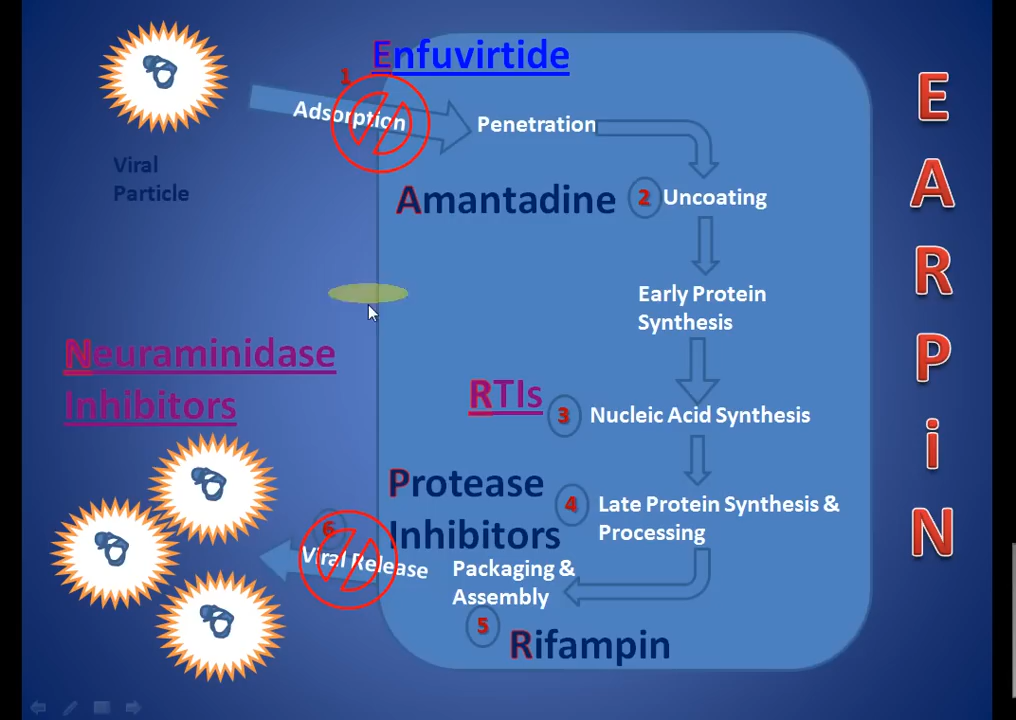 Enfuvirtide
1
Adsorption
Penetration
Viral
Particle
Amantadine
2
Uncoating
Early Protein
Synthesis
Neuraminidase
Inhibitors
RTIs
3
Nucleic Acid Synthesis
Protease
Inhibitors
4
Late Protein Synthesis &
Processing
6
Viral Release
Packaging &
Assembly
5
Rifampin
E
A
R
P
i
N